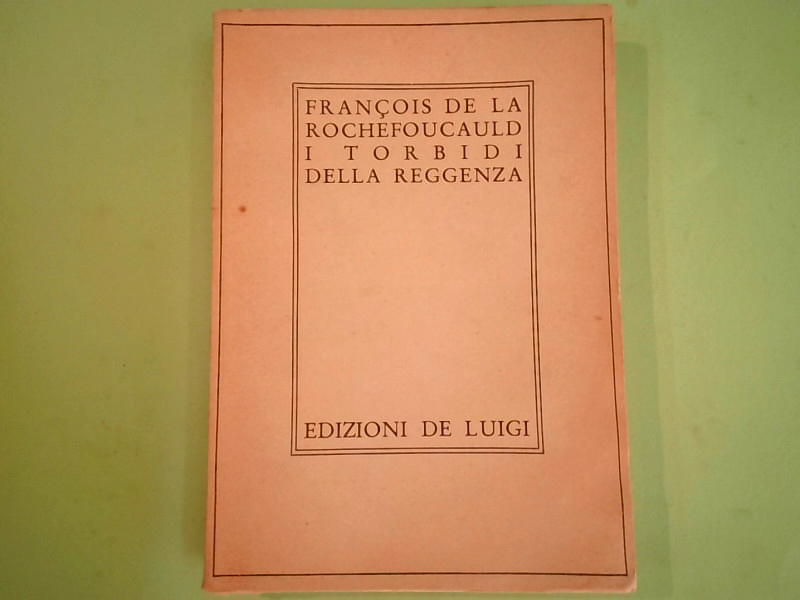 FRANÇOIS DE LA
ROCHEFOUCAULD
I TORBIDI
DELLA REGGENZA
EDIZIONI DE LUIGI